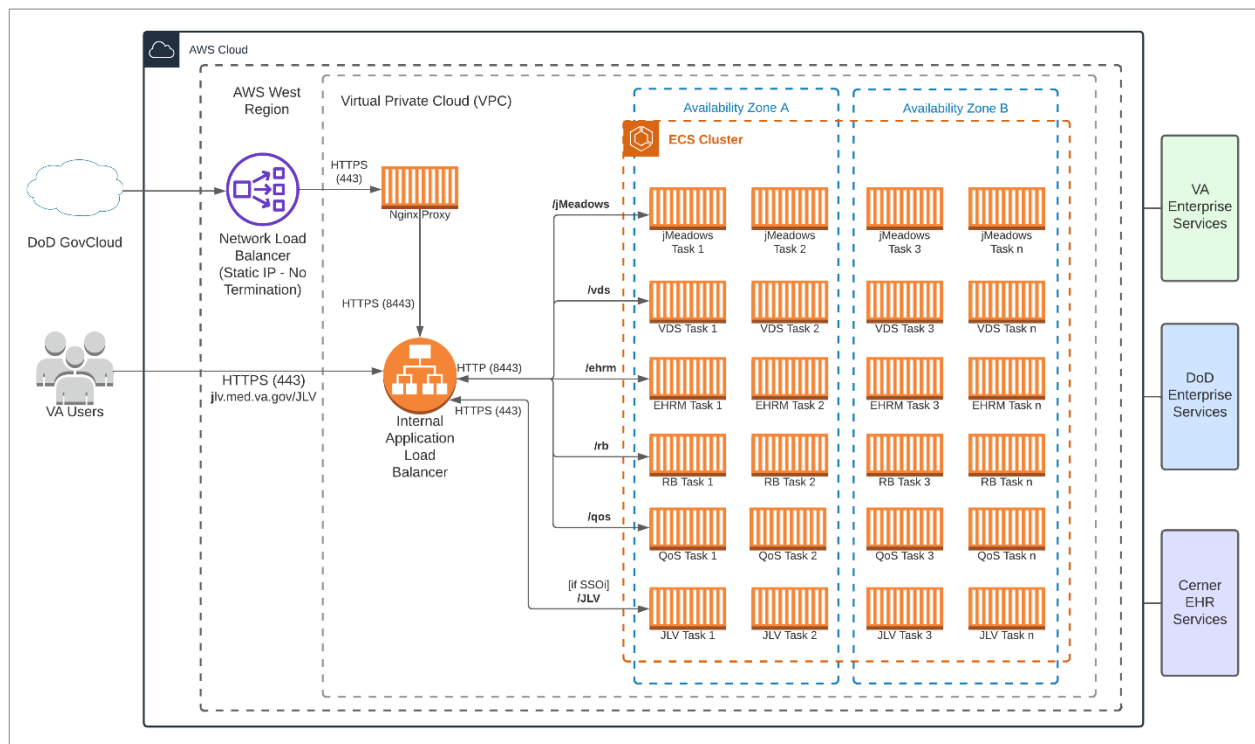 AWS Cloud
AWS West
Region
Virtual Private Cloud (VPC)
Availability Zone A
Availability Zone B
ECS Cluster
DoD GovCloud
HTTPS
(443)
Nginx Proxy
Network Load
Balancer
(Static IP - No
Termination)
HTTPS (8443)
VA Users
HTTPS (443)
jlv.med.va.gov/JLV
Internal
Application
Load
Balancer
HTTP (8443)
HTTPS (443)
/jMeadows
jMeadows
Task 1
jMeadows
Task 2
jMeadows
Task 3
jMeadows
Task n
/vds
VDS Task 1
VDS Task 2
VDS Task 3
VDS Task n
/ehrm
EHRM Task 1
EHRM Task 2
EHRM Task 3
EHRM Task n
/rb
RB Task 1
RB Task 2
RB Task 3
RB Task n
/qos
QoS Task 1
QoS Task 2
QoS Task 3
QoS Task n
[if SSOi]
/JLV
JLV Task 1
JLV Task 2
JLV Task 3
JLV Task n
VA
Enterprise
Services
DoD
Enterprise
Services
Cerner
EHR
Services